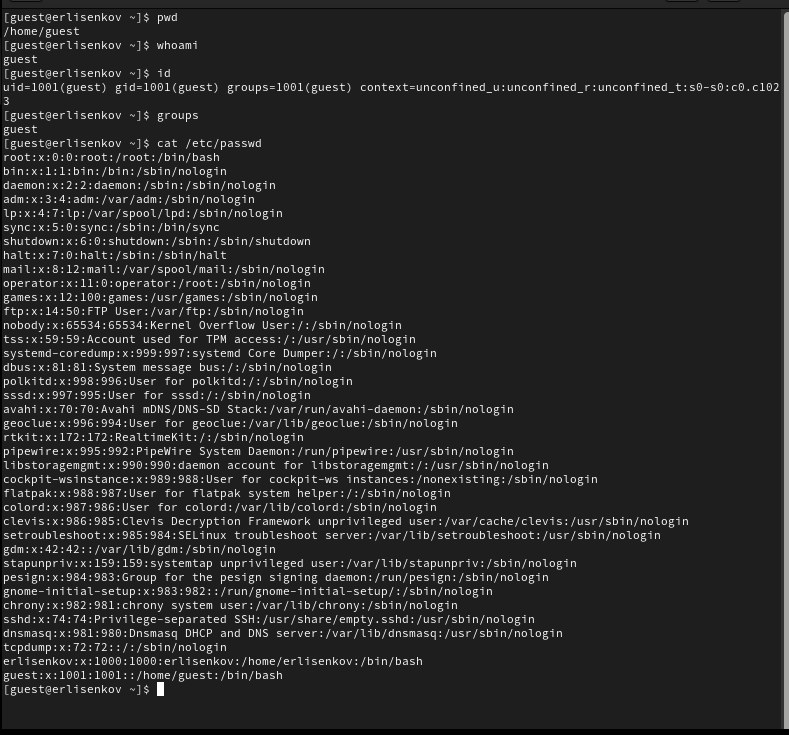 [guest@erlisenkov ~]$ pwd
/home/guest
[guest@erlisenkov ~]$ whoami
guest
[guest@erlisenkov ~]$ id
uid=1001(guest) gid=1001(guest) groups=1001(guest) context=unconfined_u:unconfined_r:unconfined_t:s0-s0:c0.c102
3
[guest@erlisenkov ~]$ groups
guest
[guest@erlisenkov ~]$ cat /etc/passwd
root:x:0:0:root:/root:/bin/bash
bin:x:1:1:bin:/bin:/sbin/nologin
daemon:x:2:2:daemon:/sbin:/sbin/nologin
adm:x:3:4:adm:/var/adm:/sbin/nologin
lp:x:4:7:lp:/var/spool/lpd:/sbin/nologin
sync:x:5:0:sync:/sbin:/bin/sync
shutdown:x:6:0:shutdown:/sbin:/sbin/shutdown
halt:x:7:0:halt:/sbin:/sbin/halt
mail:x:8:12:mail:/var/spool/mail:/sbin/nologin
operator:x:11:0:operator:/root:/sbin/nologin
games:x:12:100:games:/usr/games:/sbin/nologin
ftp:x:14:50:FTP User:/var/ftp:/sbin/nologin
nobody:x:65534:65534:Kernel Overflow User:/:/sbin/nologin
tss:x:59:59:Account used for TPM access:/:/usr/sbin/nologin
systemd-coredump:x:999:997:systemd Core Dumper:/:/sbin/nologin
dbus:x:81:81:System message bus:/:/sbin/nologin
polkitd:x:998:996:User for polkitd:/:/sbin/nologin
sssd:x:997:995:User for sssd:/:/sbin/nologin
avahi:x:70:70:Avahi mDNS/DNS-SD Stack:/var/run/avahi-daemon:/sbin/nologin
geoclue:x:996:994:User for geoclue:/var/lib/geoclue:/sbin/nologin
rtkit:x:172:172:RealtimeKit:/:/sbin/nologin
pipewire:x:995:992:PipeWire System Daemon:/run/pipewire:/usr/sbin/nologin
libstoragemgmt:x:990:990:daemon account for libstoragemgmt:/:/usr/sbin/nologin
cockpit-wsinstance:x:989:988:User for cockpit-ws instances:/nonexisting:/sbin/nologin
flatpak:x:988:987:User for flatpak system helper:/:/sbin/nologin
colord:x:987:986:User for colord:/var/lib/colord:/sbin/nologin
clevis:x:986:985:Clevis Decryption Framework unprivileged user:/var/cache/clevis:/usr/sbin/nologin
setroubleshoot:x:985:984:SELinux troubleshoot server:/var/lib/setroubleshoot:/usr/sbin/nologin
gdm:x:42:42::/var/lib/gdm:/sbin/nologin
stapunpriv:x:159:159:systemtap unprivileged user:/var/lib/stapunpriv:/sbin/nologin
pesign:x:984:983:Group for the pesign signing daemon:/run/pesign:/sbin/nologin
gnome-initial-setup:x:983:982::/run/gnome-initial-setup/:/sbin/nologin
chrony:x:982:981:chrony system user:/var/lib/chrony:/sbin/nologin
sshd:x:74:74:Privilege-separated SSH:/usr/share/empty.sshd:/usr/sbin/nologin
dnsmasq:x:981:980:Dnsmasq DHCP and DNS server:/var/lib/dnsmasq:/usr/sbin/nologin
tcpdump:x:72:72::/:/sbin/nologin
erlisenkov:x:1000:1000:erlisenkov:/home/erlisenkov:/bin/bash
guest:x:1001:1001::/home/guest:/bin/bash
[guest@erlisenkov ~]$